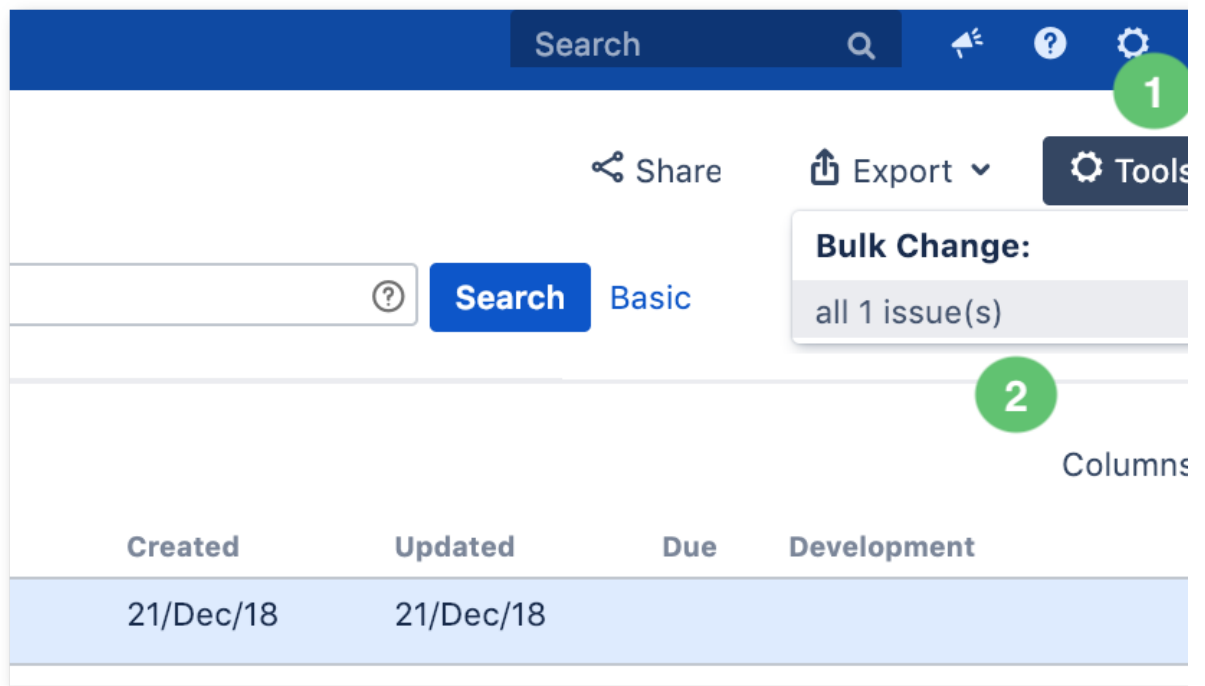 Search
1
Share Export Tools
Bulk Change:
Search Basic
all 1 issue(s)
2
Columns
Created Updated Due Development
21/Dec/18 21/Dec/18